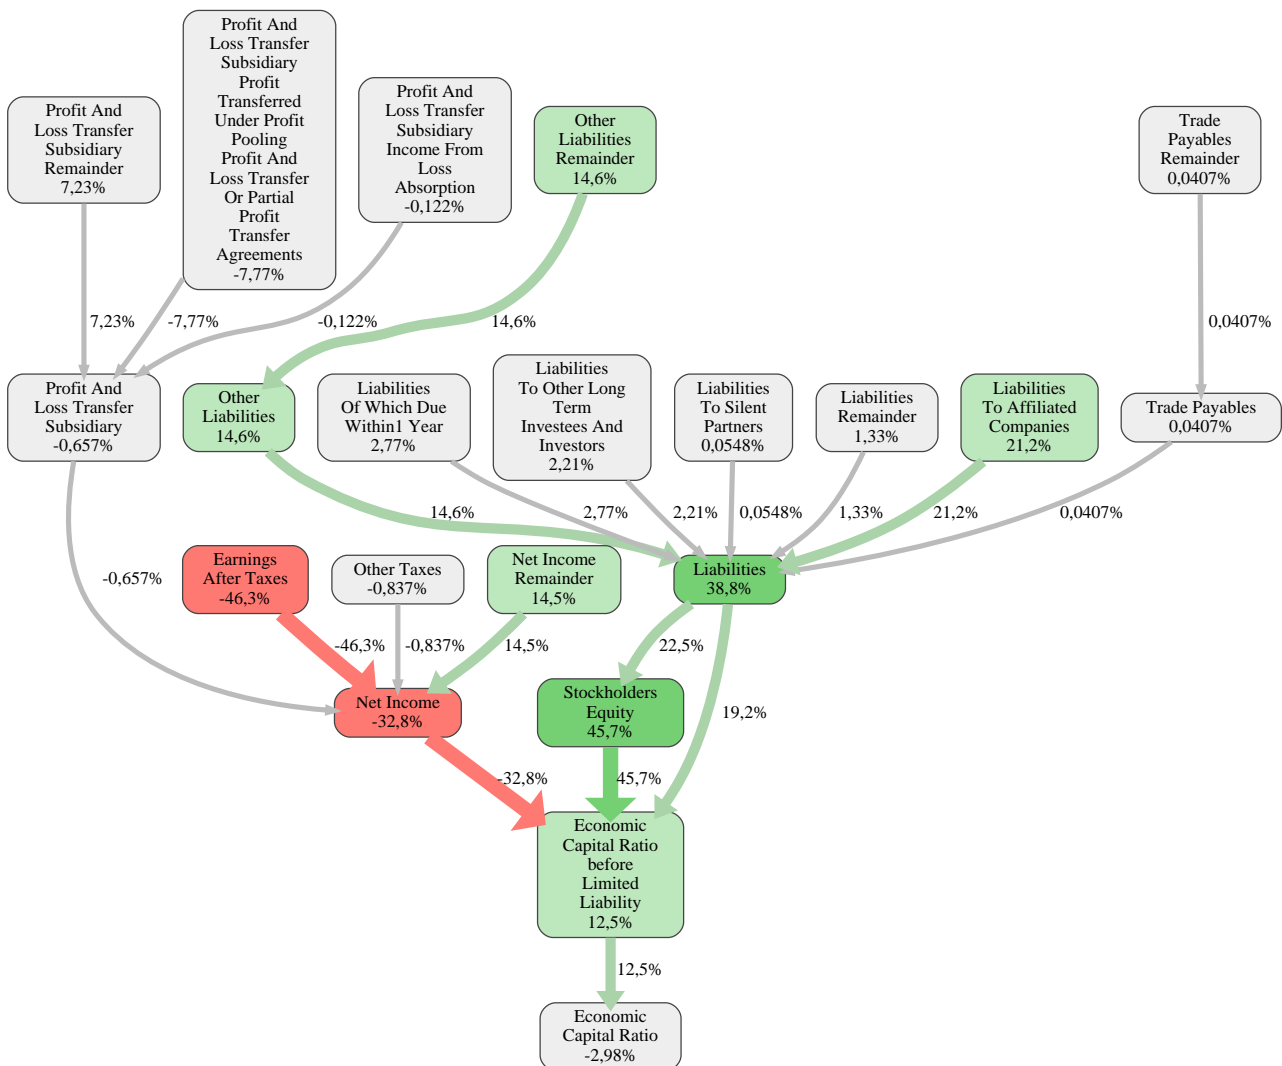 Profit And
Loss Transfer
Subsidiary
Remainder
7,23%
Profit And
Loss Transfer
Subsidiary
Profit
Transferred
Under Profit
Pooling
Profit And
Loss Transfer
Or Partial
Profit
Transfer
Agreements
-7,77%
Profit And
Loss Transfer
Subsidiary
Income From
Loss
Absorption
-0,122%
Other
Liabilities
Remainder
14,6%
Trade
Payables
Remainder
0,0407%
7,23%
-7,77%
-0,122%
14,6%
0,0407%
Profit And
Loss Transfer
Subsidiary
-0,657%
Other
Liabilities
14,6%
Liabilities
Of Which Due
Within1 Year
2,77%
Liabilities
To Other Long
Term
Investees And
Investors
2,21%
Liabilities
To Silent
Partners
0,0548%
Liabilities
Remainder
1,33%
Liabilities
To Affiliated
Companies
21,2%
Trade Payables
0,0407%
14,6%
2,77%
2,21%
0,0548%
1,33%
21,2%
0,0407%
-0,657%
Earnings
After Taxes
-46,3%
Other Taxes
-0,837%
Net Income
Remainder
14,5%
Liabilities
38,8%
-46,3%
-0,837%
14,5%
22,5%
19,2%
Net Income
-32,8%
Stockholders
Equity
45,7%
-32,8%
45,7%
Economic
Capital Ratio
before
Limited
Liability
12,5%
12,5%
Economic
Capital Ratio
-2,98%